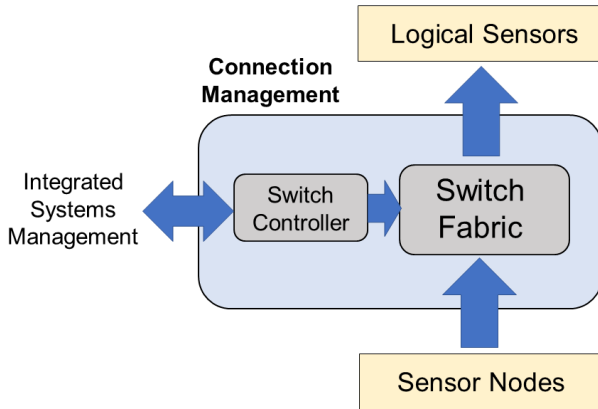 Logical Sensors
Connection
Management
Integrated
Systems
Management
Switch
Controller
Switch
Fabric
Sensor Nodes